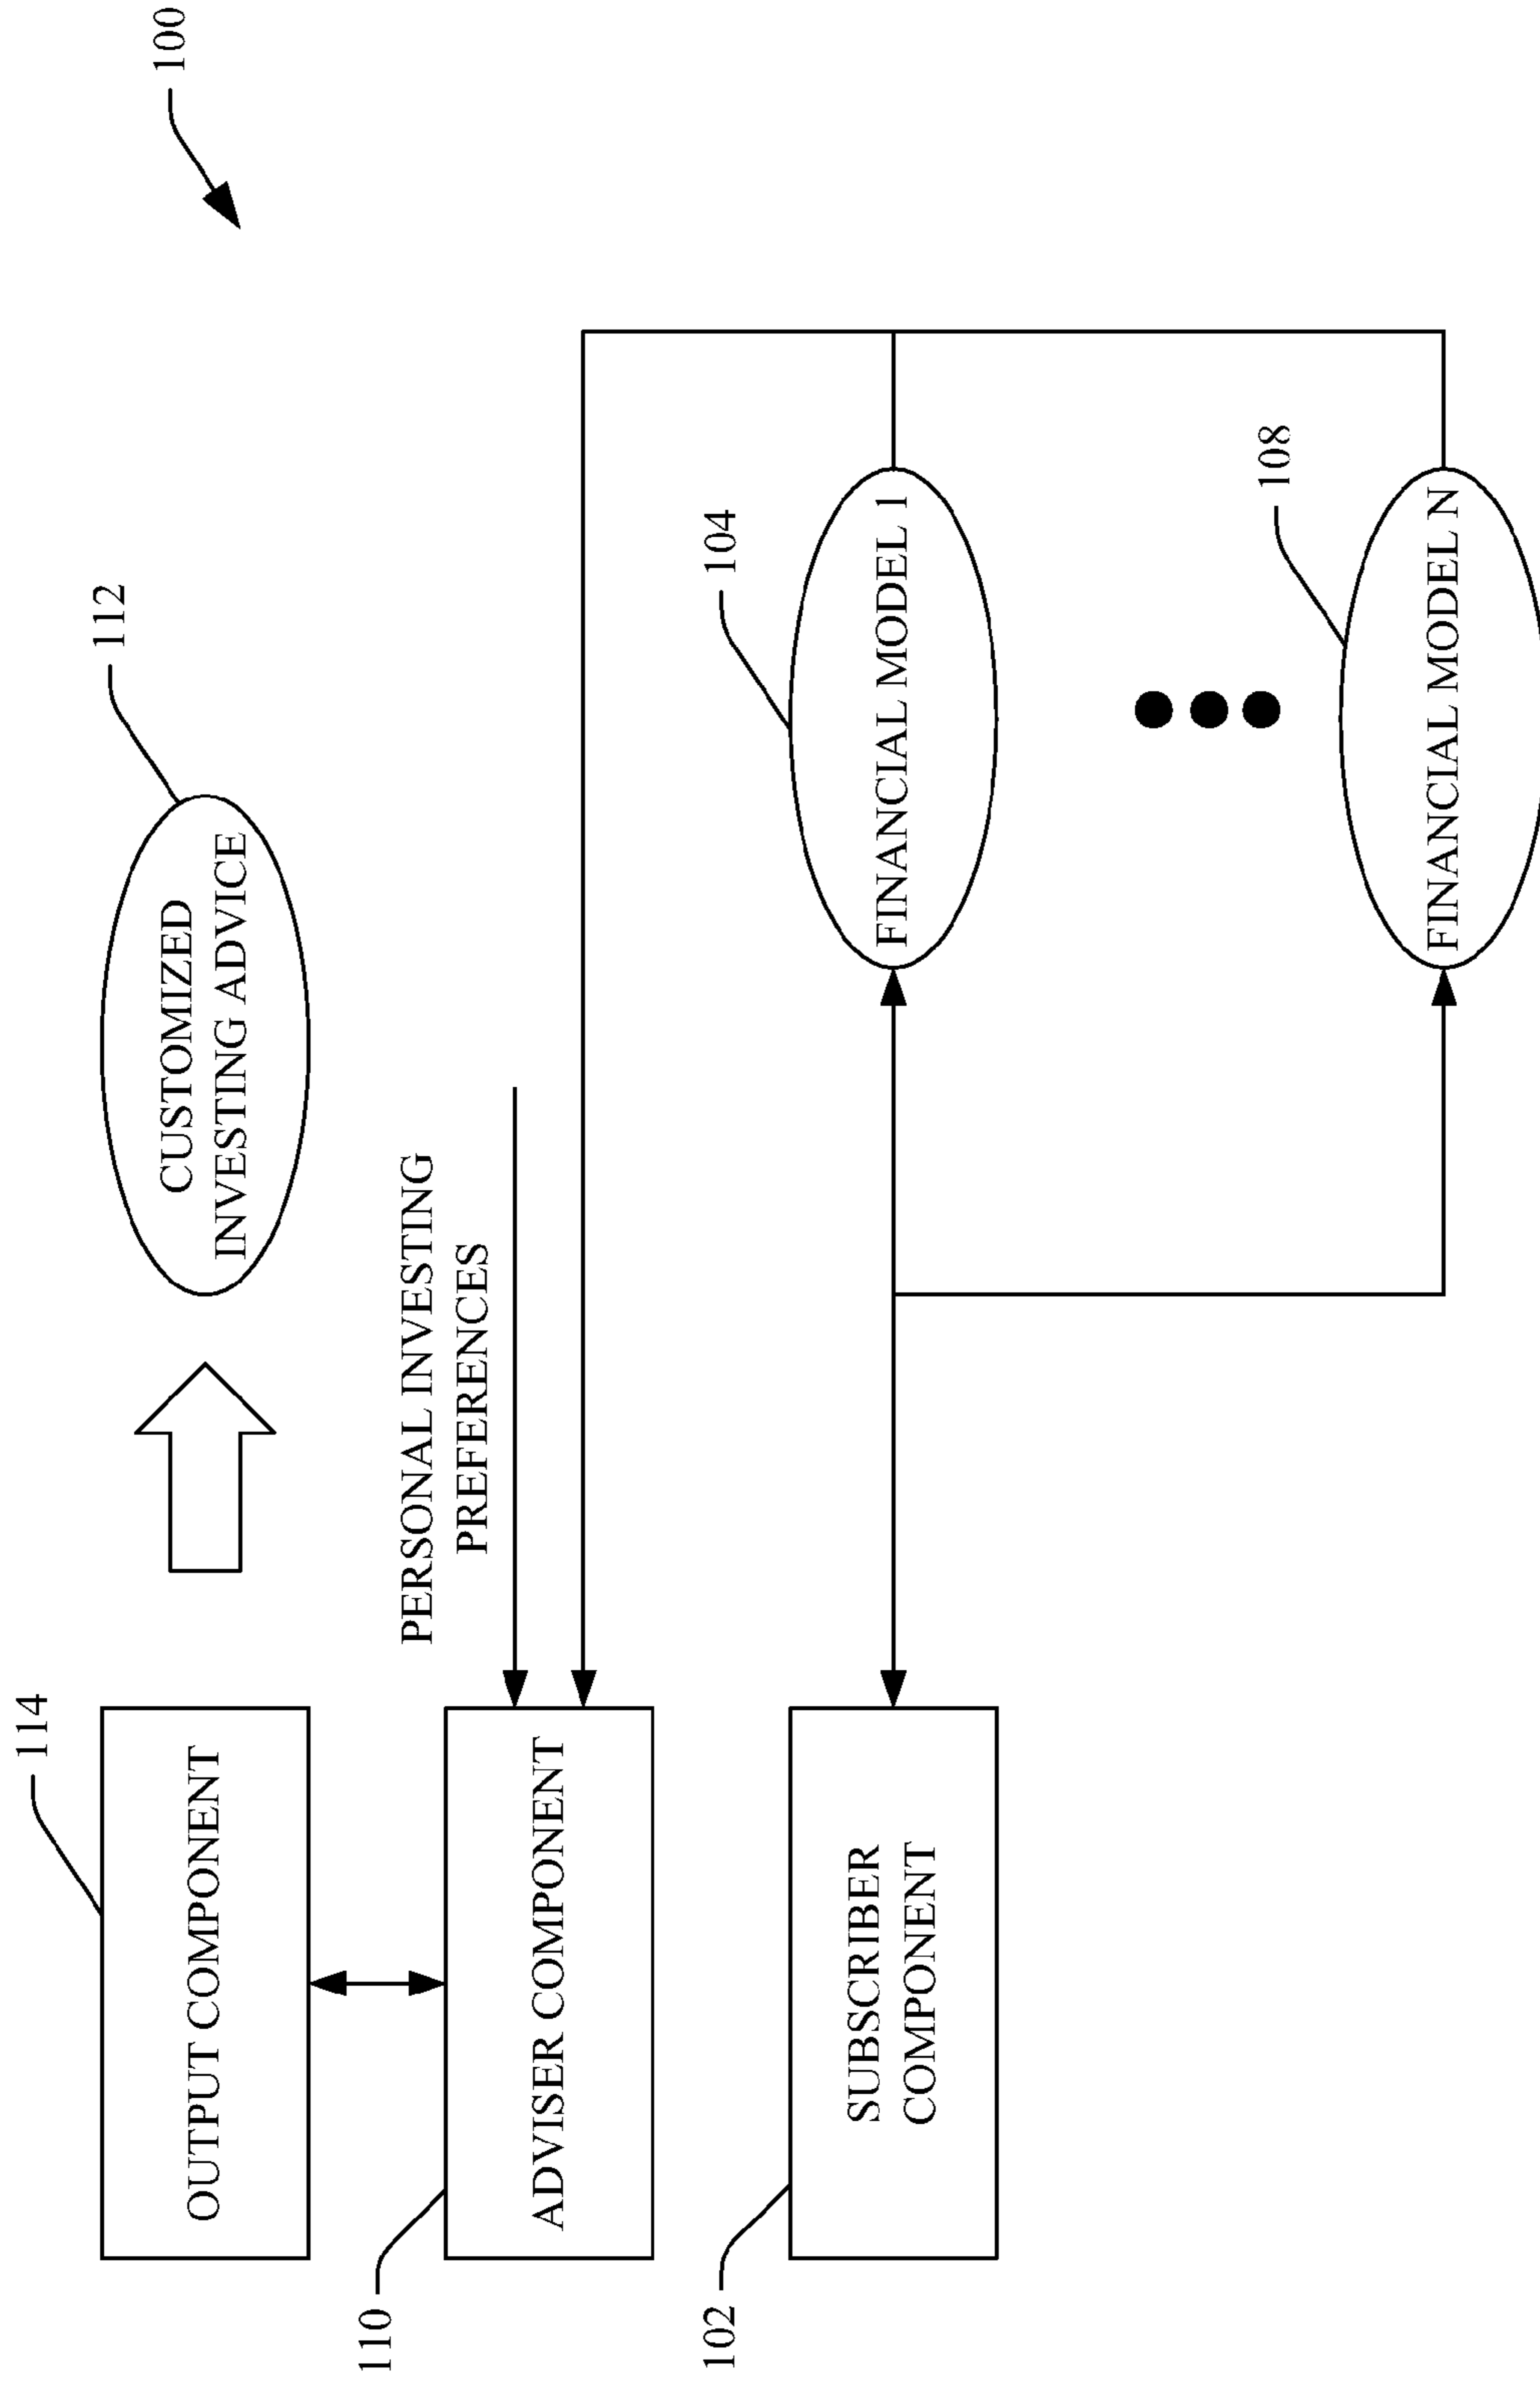 114
112
100
OUTPUT COMPONENT
CUSTOMIZED
INVESTING ADVICE
110
PERSONAL INVESTING
PREFERENCES
ADVISER COMPONENT
102
104
SUBSCRIBER
COMPONENT
FINANCIAL MODEL 1
108
FINANCIAL MODEL N